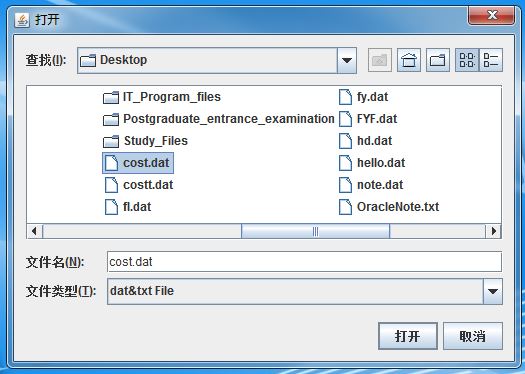 打开
查找(I):
Desktop
IT_Program_files
Postgraduate_entrance_examination
Study_Files
cost.dat
costt.dat
fl.dat
fy.dat
FYF.dat
hd.dat
hello.dat
note.dat
OracleNote.txt
文件名(N):
cost.dat
文件类型(T):
dat&txt File
打开
取消